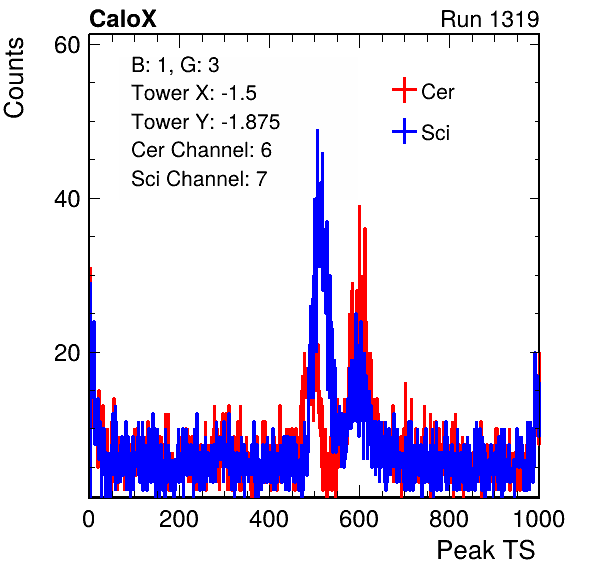 CaloX Run 1319
Counts
60
40
20
B: 1, G: 3
Tower X: -1.5
Tower Y: -1.875
Cer Channel: 6
Sci Channel: 7
Cer
Sci
0 200 400 600 800 1000
Peak TS